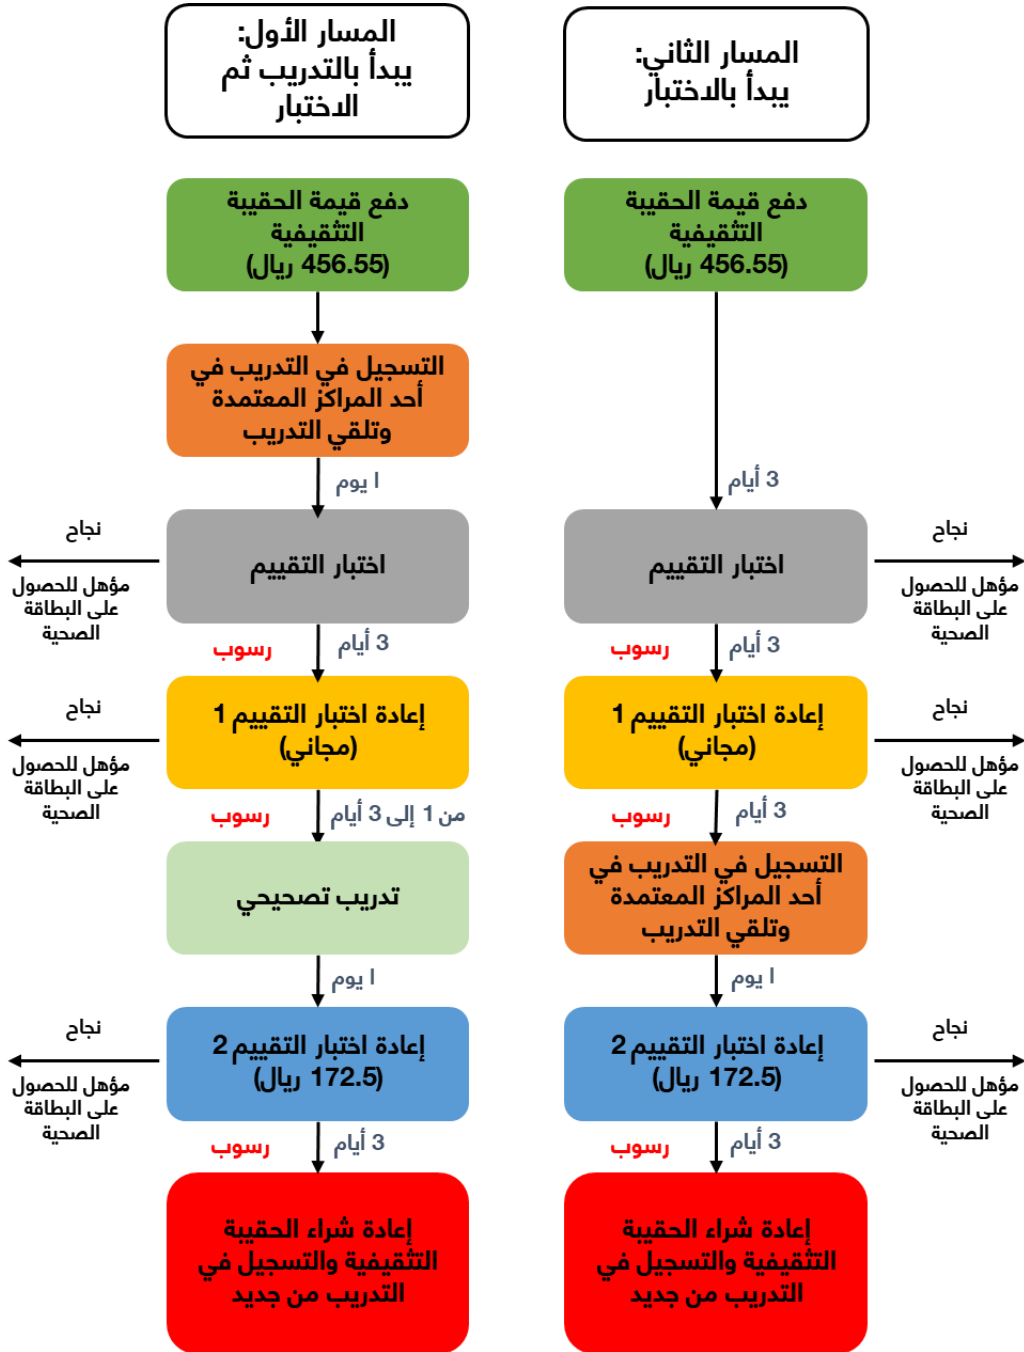 المسار الأول:
يبدأ بالتدريب ثم
الاختبار
دفع قيمة الحقيبة
التثقيفية
(456.55 ريال)
التسجيل في التدريب في
أحد المراكز المعتمدة
وتلقي التدريب
ا يوم
اختبار التقييم
نجاح
مؤهل للحصول
على البطاقة
الصحية
رسوب
3 أيام
إعادة اختبار التقييم 1
(مجاني)
نجاح
مؤهل للحصول
على البطاقة
الصحية
رسوب
من 1 إلى 3 أيام
تدريب تصحيحي
ا يوم
إعادة اختبار التقييم 2
(172.5 ريال)
نجاح
مؤهل للحصول
على البطاقة
الصحية
رسوب
3 أيام
إعادة شراء الحقيبة
التثقيفية والتسجيل في
التدريب من جديد
المسار الثاني:
يبدأ بالاختبار
دفع قيمة الحقيبة
التثقيفية
(456.55 ريال)
3 أيام
اختبار التقييم
نجاح
مؤهل للحصول
على البطاقة
الصحية
رسوب
3 أيام
إعادة اختبار التقييم 1
(مجاني)
نجاح
مؤهل للحصول
على البطاقة
الصحية
رسوب
3 أيام
التسجيل في التدريب في
أحد المراكز المعتمدة
وتلقي التدريب
ا يوم
إعادة اختبار التقييم 2
(172.5 ريال)
نجاح
مؤهل للحصول
على البطاقة
الصحية
رسوب
3 أيام
إعادة شراء الحقيبة
التثقيفية والتسجيل في
التدريب من جديد